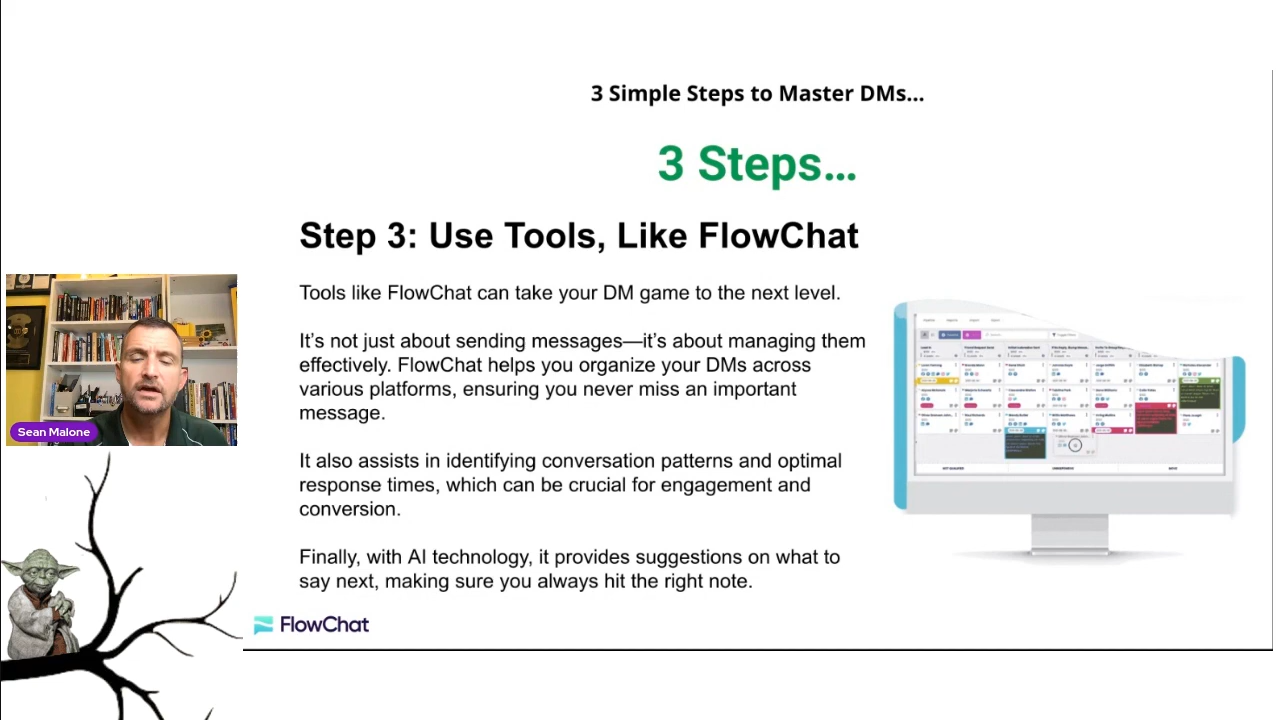 3 Simple Steps to Master DMs...
3 Steps...
Step 3: Use Tools, Like FlowChat
Tools like FlowChat can take your DM game to the next level.
It's not just about sending messages—it's about managing them
effectively. FlowChat helps you organize your DMs across
various platforms, ensuring you never miss an important
message.
It also assists in identifying conversation patterns and optimal
response times, which can be crucial for engagement and
conversion.
Finally, with AI technology, it provides suggestions on what to
say next, making sure you always hit the right note.
Sean Malone
FlowChat